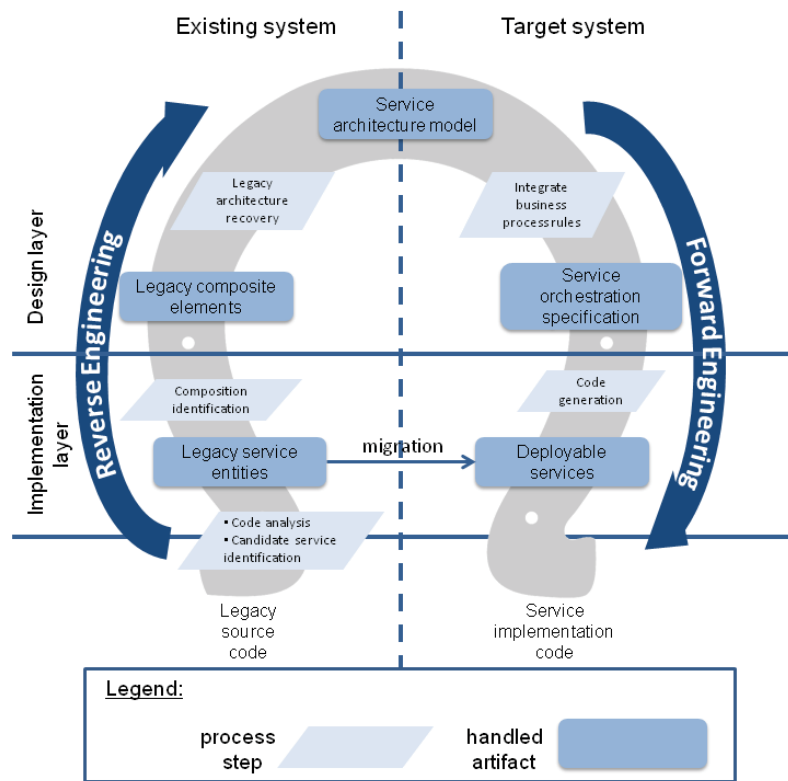 Existing system
Target system
Service
architecture model
Legacy
architecture
recovery
Integrate
business
process rules
Design layer
Reverse Engineering
Forward Engineering
Legacy composite
elements
Service
orchestration
specification
Implementation
layer
Composition
identification
Code
generation
Legacy service
entities
migration
Deployable
services
• Code analysis
• Candidate service
identification
Legacy
source
code
Service
implementation
code
Legend:
process
step
handled
artifact